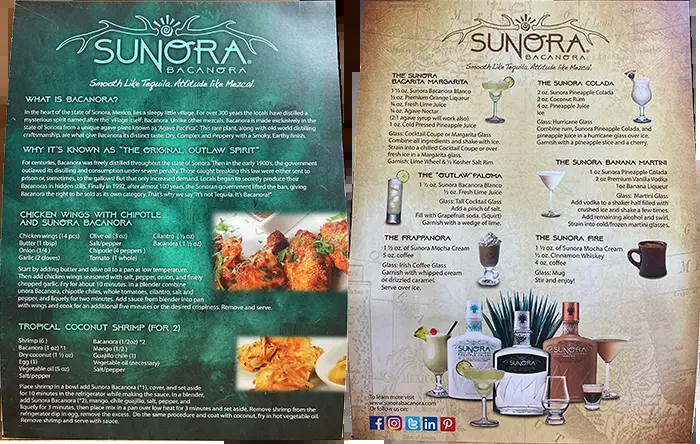 SUNORA
BACANORA
Smooth Like Tequila. Attitude like Mezcal.
WHAT IS BACANORA?
In the heart of the state of Sonora, Mexico, lies a sleepy little village. For over 300 years the locals have distilled a
mysterious spirit named after the village itself; Bacanora. Unlike other mezcals, Bacanora is made exclusively in the
state of Sonora from a unique agave plant known as "Agave Pacifica". This rare plant, along with old world distilling
craftsmanship, are what give Bacanora its distinct taste; Dry, Complex and Peppery with a Smoky, Earthy finish.
WHY IT'S KNOWN AS "THE ORIGINAL OUTLAW SPIRIT"
For centuries, Bacanora was freely distilled throughout the state of Sonora. Then in the early 1900's, the government
outlawed its distilling and consumption under severe penalty. Those caught breaking this law were either sent to
prison or, sometimes, to the gallows! But that only increased demand. Locals began to secretly produce their
Bacanoras in hidden stills. Finally in 1992, after almost 100 years, the Sonoran government lifted the ban, giving
Bacanora the right to be sold as its own category. That's why we say "It's not Tequila. It's Bacanora!"
CHICKEN WINGS WITH CHIPOTLE
AND SUNORA BACANORA
Chicken wings (14 pcs) Olive oil (3 oz) Cilantro ( ½ oz)
Butter (1 tbsp) Salt/pepper Bacanora ( 1 ½ oz)
Onion (1/4 ) Chipotle (4 peppers )
Garlic (2 cloves) Tomato (1 whole)
Start by adding butter and olive oil to a pan at low temperature.
Then add chicken wings seasoned with salt, pepper, onion, and finely
chopped garlic. Fry for about 10 minutes. In a blender combine
unora Bacanora, chipotle chiles, whole tomatoes, cilantro, salt and
pepper, and liquefy for two minutes. Add sauce from blender into pan
with wings and cook for an additional five minutes or the desired crispiness. Remove and serve.
TROPICAL COCONUT SHRIMP (FOR 2)
Shrimp (6 ) Bacanora (1/2oz) *2
Bacanora (1 oz) *1 Mango (1/2 )
Dry coconut (1 ½ oz) Guajillo chile (1)
Egg (1) Vegetable oil (necessary)
Vegetable oil (5 oz) Salt/pepper
Salt/pepper
Place shrimp in a bowl add Sunora Bacanora (*1), cover, and set aside
for 10 minutes in the refrigerator while making the sauce. In a blender,
add Sunora Bacanora (*2), mango, chile guajillo, salt, pepper, and
liquefy for 3 minutes, then place mix in a pan over low heat for 3 minutes and set aside. Remove shrimp from the
refrigerator dip in egg, remove the excess. Do the same procedure and coat with coconut, fry in hot vegetable oil.
Remove shrimp and serve with sauce.
SUNORA
BACANORA
Smooth Like Tequila. Attitude like Mezcal.
THE SUNORA
BACARITA MARGARITA
1 ½ oz. Sunora Bacanora Blanco
½ oz. Premium Orange Liqueur
¾ oz. Fresh Lime Juice
¾ oz. Agave Nectar
(2:1 agave syrup will work also)
1 oz. Cold Pressed Pineapple Juice
Glass: Cocktail Coupe or Margarita Glass
Combine all ingredients and shake with ice.
Strain into a chilled Cocktail Coupe or over
fresh ice in a Margarita glass.
Garnish: Lime Wheel & ½ Kosher Salt Rim
THE "OUTLAW" PALOMA
1 ½ oz. Sunora Bacanora Blanco
½ oz. Fresh Lime Juice
Glass: Tall Cocktail Glass
Add a pinch of salt.
Fill with Grapefruit soda. (Squirt)
Garnish with a wedge of lime.
THE FRAPPANORA
1 ½ oz. of Sunora Mocha Cream
5 oz. coffee
Glass: Irish Coffee Glass
Garnish with whipped cream
or drizzled caramel.
Serve over ice.
THE SUNORA COLADA
2 oz. Sunora Pineapple Colada
2 oz. Coconut Rum
4 oz. Pineapple Juice
Ice
Glass: Hurricane Glass
Combine rum, Sunora Pineapple Colada, and
pineapple juice in a hurricane glass over ice.
Garnish with a pineapple slice and a cherry.
THE SUNORA BANANA MARTINI
1 oz Sunora Pineapple Colada
2 oz Premium Vanilla Vodka
1oz Banana Liqueur
Glass: Martini Glass
Add vodka to a shaker half filled with
crushed ice and shake a few times.
Add remaining alcohol and swirl.
Strain into cold/frozen martini glasses.
THE SUNORA FIRE
1 ½ oz. of Sunora Mocha Cream
½ oz. Cinnamon Whiskey
4 oz. coffee
Glass: Mug
Stir and enjoy!
SUNORA
SUNORA
SUNORA
To learn more visit
www.sunorabacanora.com
Or follow us on: